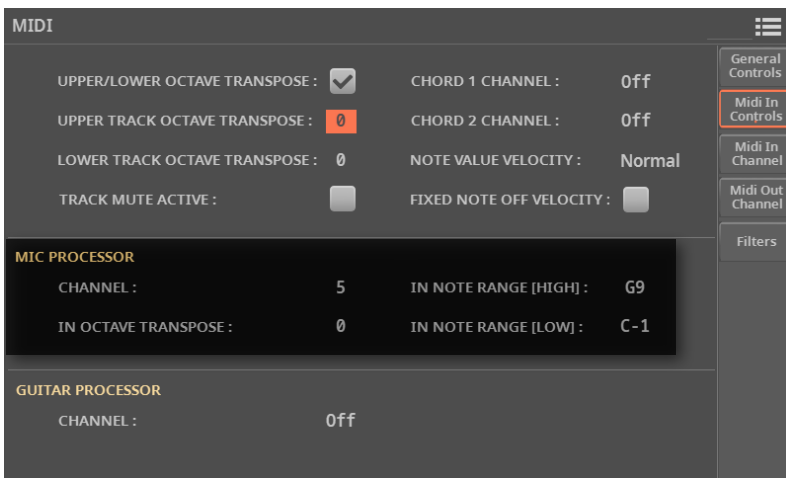 MIDI
UPPER/LOWER OCTAVE TRANSPOSE :
CHORD 1 CHANNEL : Off
UPPER TRACK OCTAVE TRANSPOSE : 0
CHORD 2 CHANNEL : Off
LOWER TRACK OCTAVE TRANSPOSE : 0
NOTE VALUE VELOCITY : Normal
TRACK MUTE ACTIVE :
FIXED NOTE OFF VELOCITY :
MIC PROCESSOR
CHANNEL : 5
IN NOTE RANGE [HIGH] : G9
IN OCTAVE TRANSPOSE : 0
IN NOTE RANGE [LOW] : C-1
GUITAR PROCESSOR
CHANNEL : Off
General
Controls
Midi In
Controls
Midi In
Channel
Midi Out
Channel
Filters